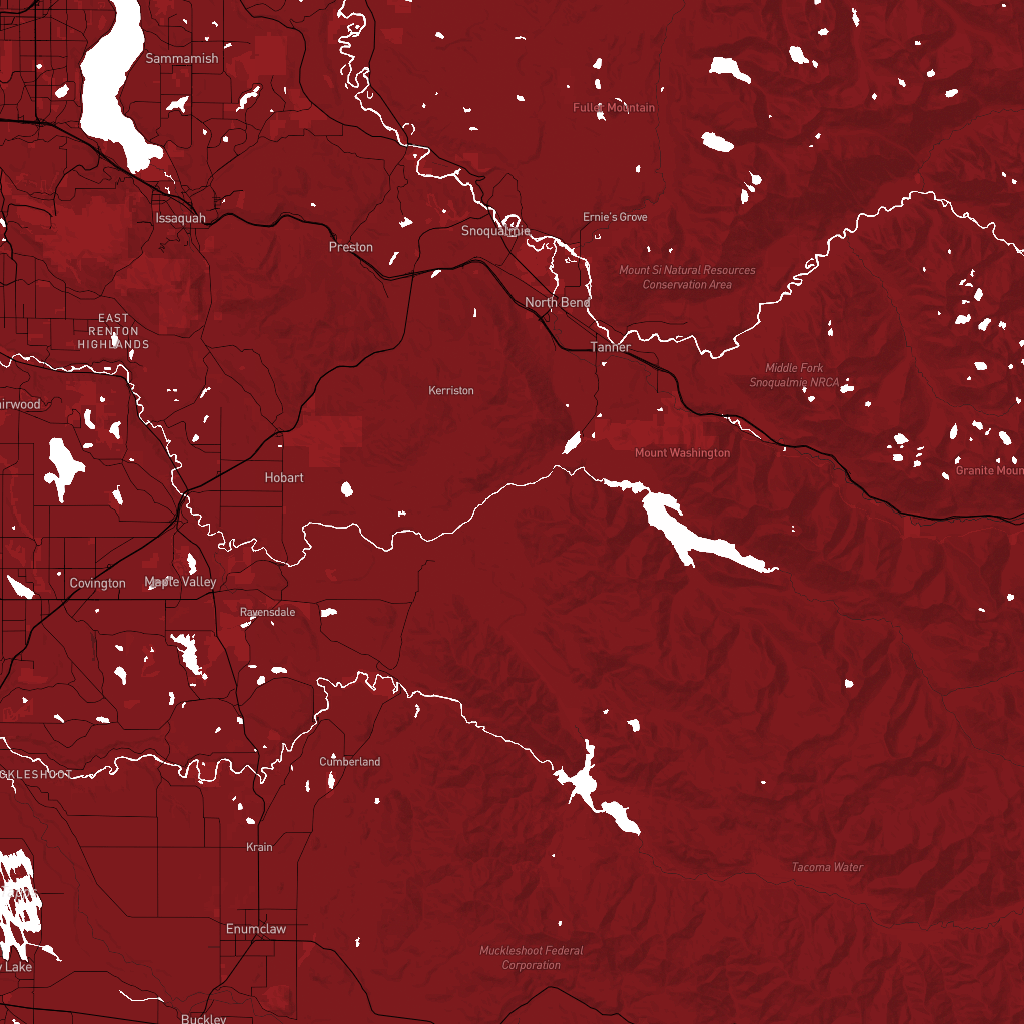 Sammamish
Fuller Mountain
Issaquah
Ernie's Grove
Snoqualmie
Preston
Mount Si Natural Resources
Conservation Area
North Bend
EAST
RENTON
HIGHLANDS
Tanner
Middle Fork
Snoqualmie NRCA
Kerriston
airwood
Mount Washington
Granite Moun
Hobart
Covington
Maple Valley
Ravensdale
Cumberland
CKLESHOOT
Krain
Tacoma Water
Enumclaw
Muckleshoot Federal
Corporation
y Lake
Buckley